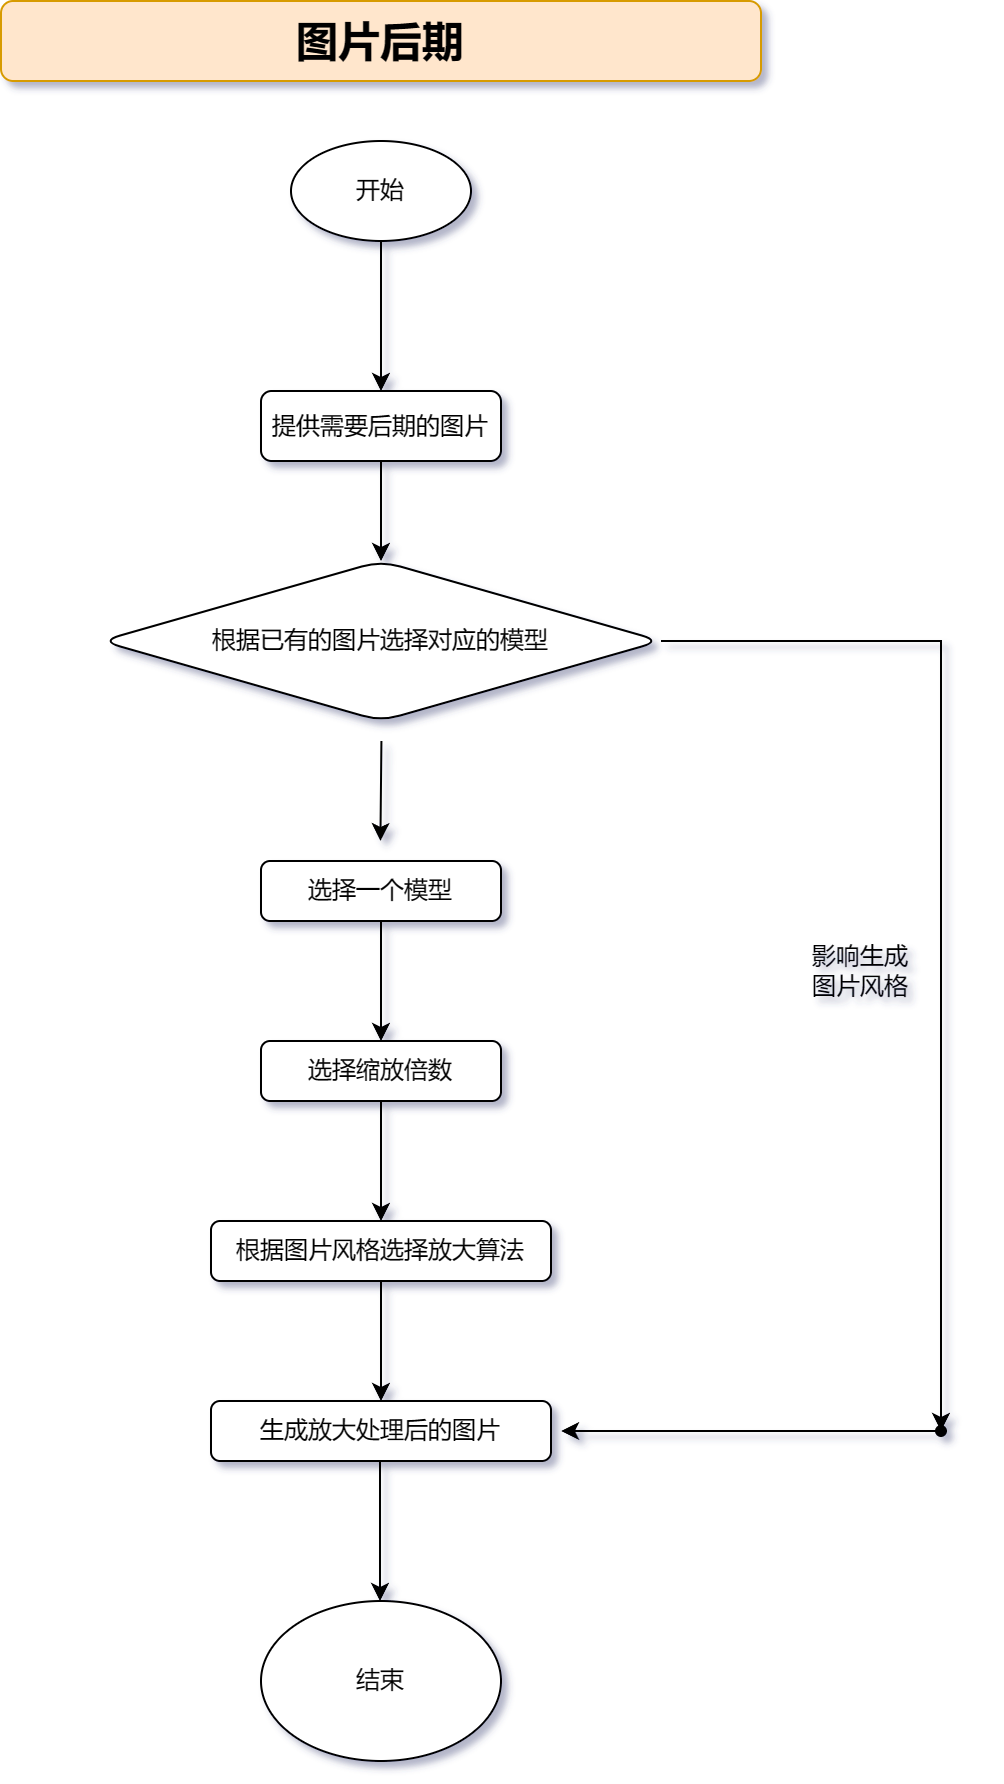 图片后期
开始
提供需要后期的图片
根据已有的图片选择对应的模型
选择一个模型
影响生成
图片风格
选择缩放倍数
根据图片风格选择放大算法
生成放大处理后的图片
结束